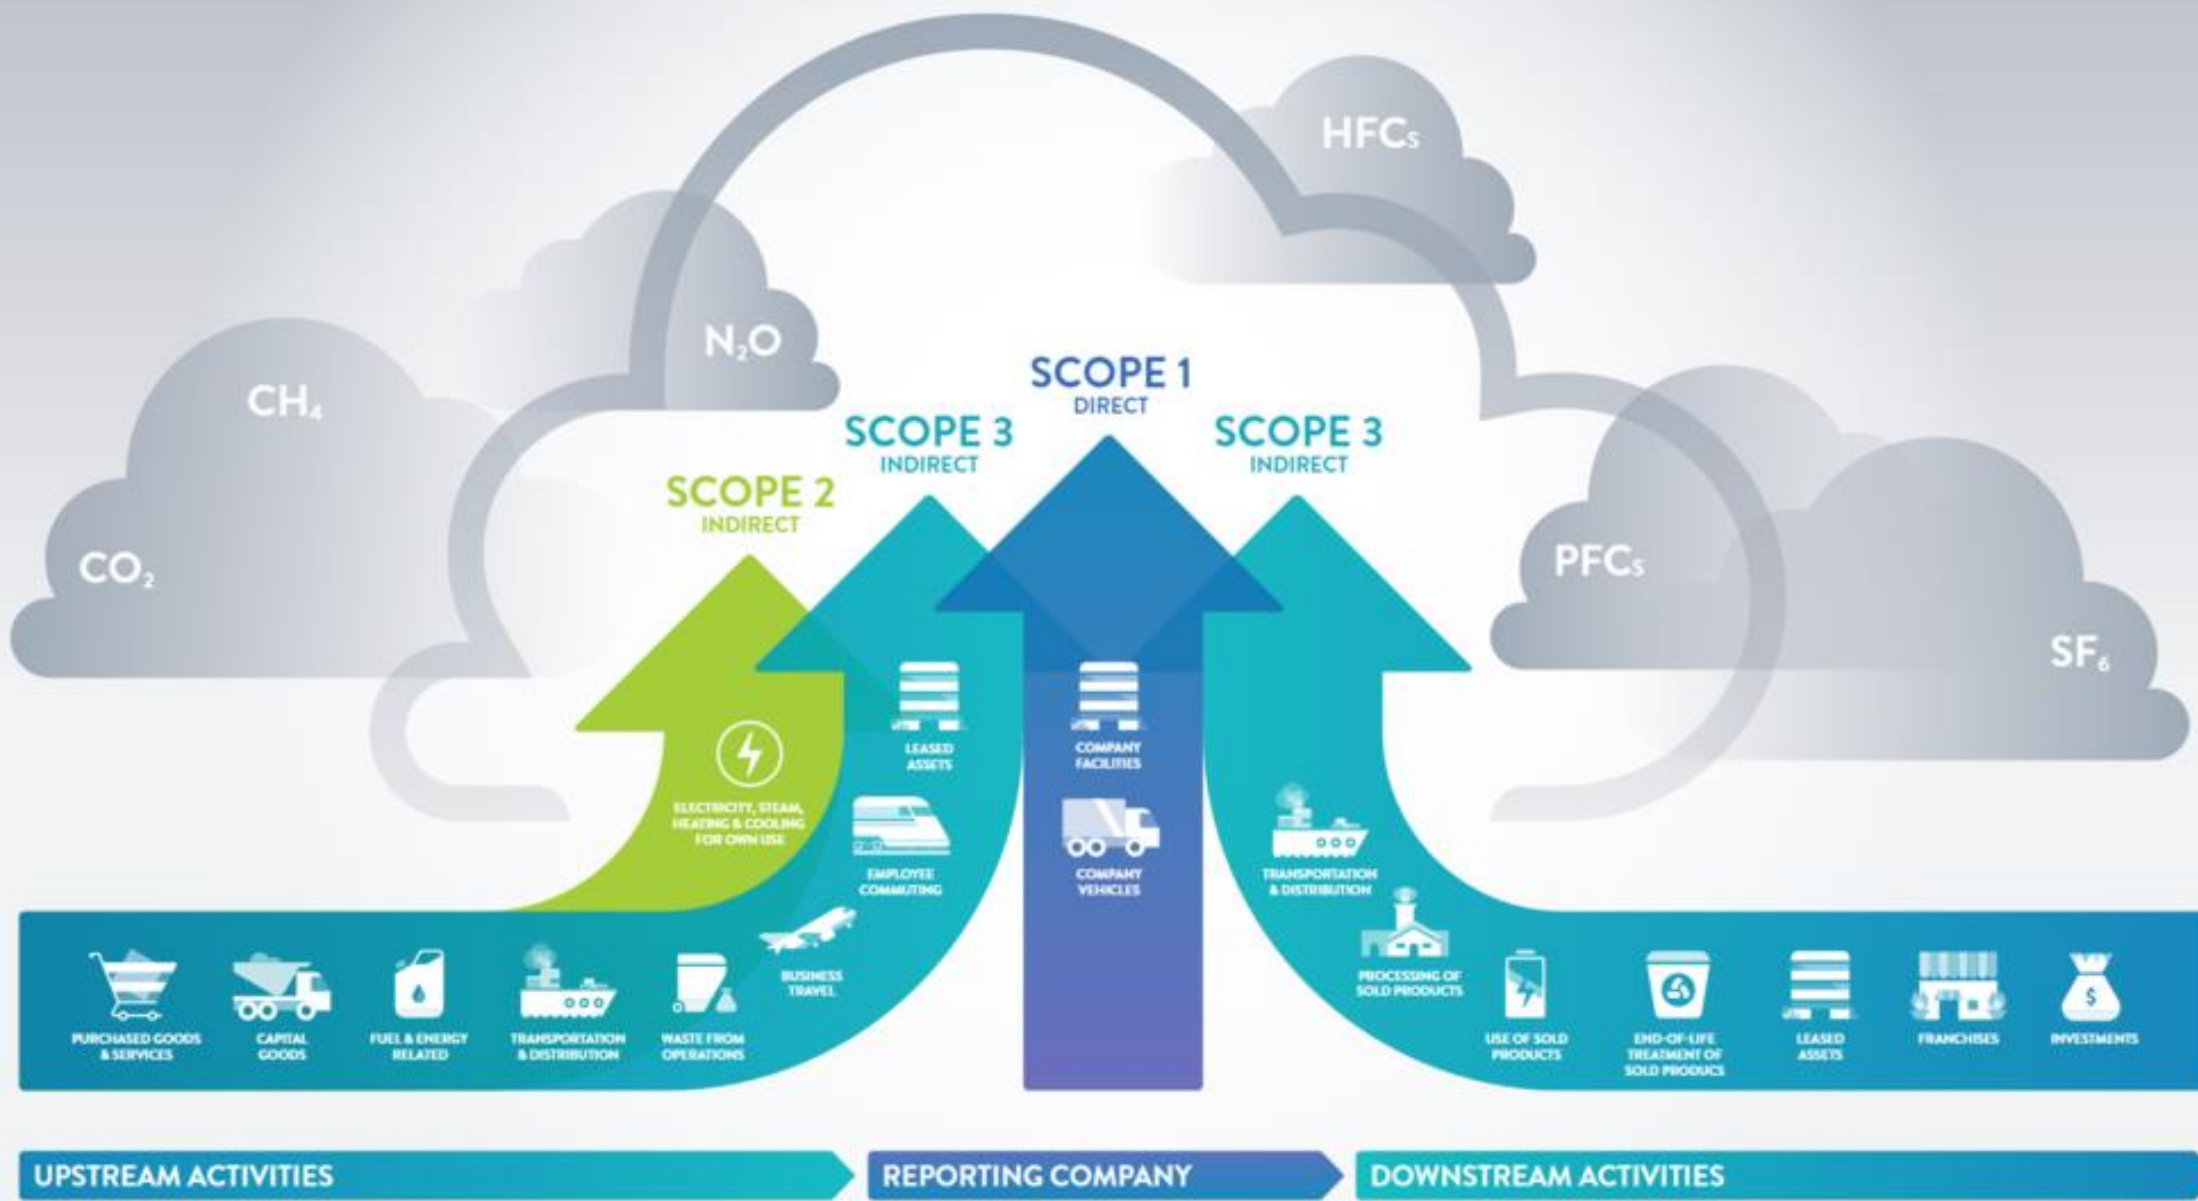 HFCs
N₂O
CH₄
CO₂
PFCs
SF₆
SCOPE 2
INDIRECT
SCOPE 3
INDIRECT
SCOPE 1
DIRECT
SCOPE 3
INDIRECT
ELECTRICITY, STEAM,
HEATING & COOLING
FOR OWN USE
LEASED
ASSETS
EMPLOYEE
COMMUTING
BUSINESS
TRAVEL
COMPANY
FACILITIES
COMPANY
VEHICLES
TRANSPORTATION
& DISTRIBUTION
PROCESSING OF
SOLD PRODUCTS
PURCHASED GOODS
& SERVICES
CAPITAL
GOODS
FUEL & ENERGY
RELATED
TRANSPORTATION
& DISTRIBUTION
WASTE FROM
OPERATIONS
USE OF SOLD
PRODUCTS
END-OF-LIFE
TREATMENT OF
SOLD PRODUCS
LEASED
ASSETS
FRANCHISES
$
INVESTMENTS
UPSTREAM ACTIVITIES
REPORTING COMPANY
DOWNSTREAM ACTIVITIES